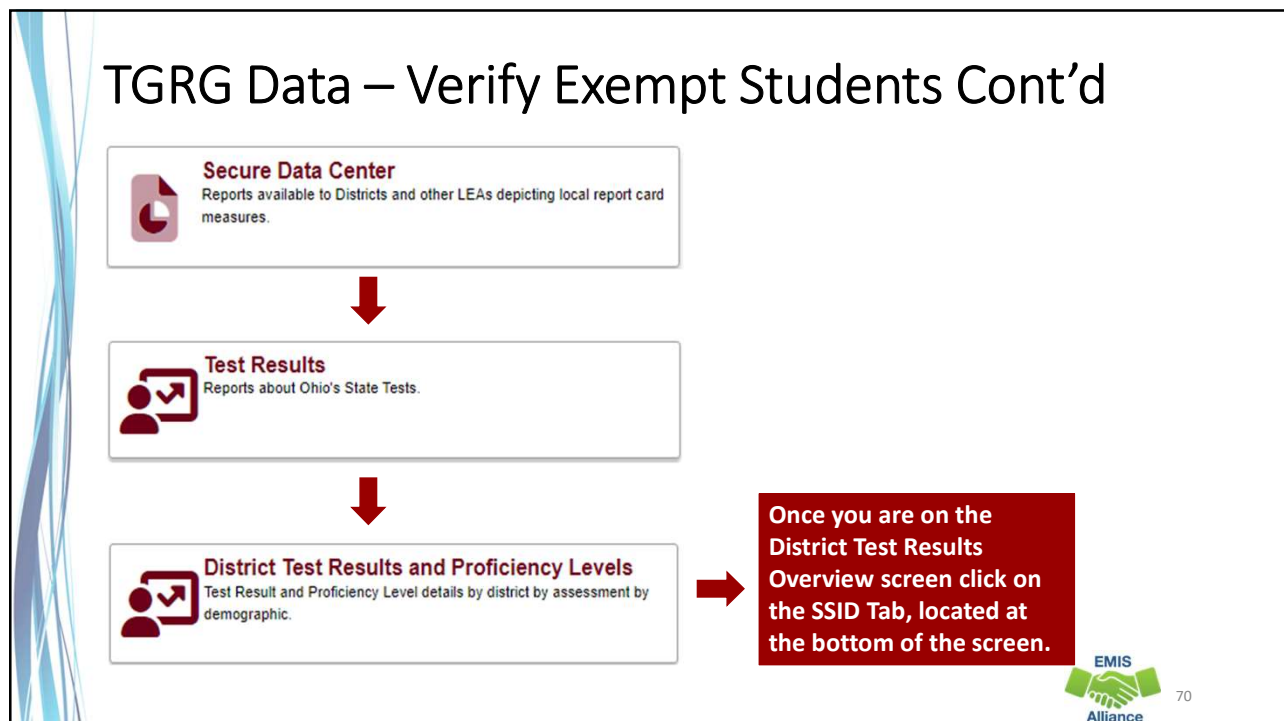 TGRG Data – Verify Exempt Students Cont’d
Secure Data Center
Reports available to Districts and other LEAs depicting local report card
measures.
Test Results
Reports about Ohio's State Tests.
District Test Results and Proficiency Levels
Test Result and Proficiency Level details by district by assessment by
demographic.
Once you are on the
District Test Results
Overview screen click on
the SSID Tab, located at
the bottom of the screen.
EMIS
Alliance
70